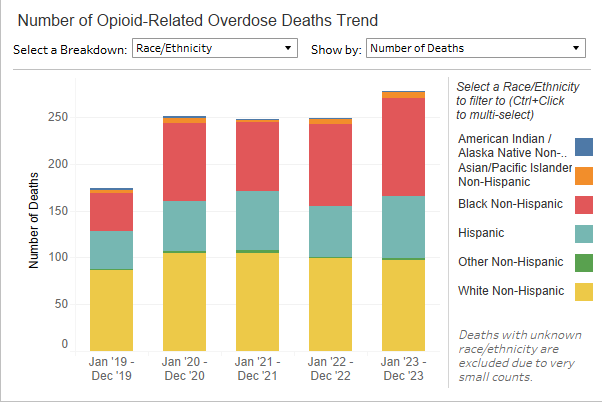 Number of Opioid-Related Overdose Deaths Trend
Select a Breakdown: Race/Ethnicity Show by: Number of Deaths
Select a Race/Ethnicity
to filter to (Ctrl+Click
to multi-select)
American Indian /
Alaska Native Non-..
Asian/Pacific Islander
Non-Hispanic
Black Non-Hispanic
Hispanic
Other Non-Hispanic
White Non-Hispanic
Deaths with unknown
race/ethnicity are
excluded due to very
small counts.
Number of Deaths
250
200
150
100
50
0
Jan '19 -
Dec '19
Jan '20 -
Dec '20
Jan '21 -
Dec '21
Jan '22 -
Dec '22
Jan '23 -
Dec '23